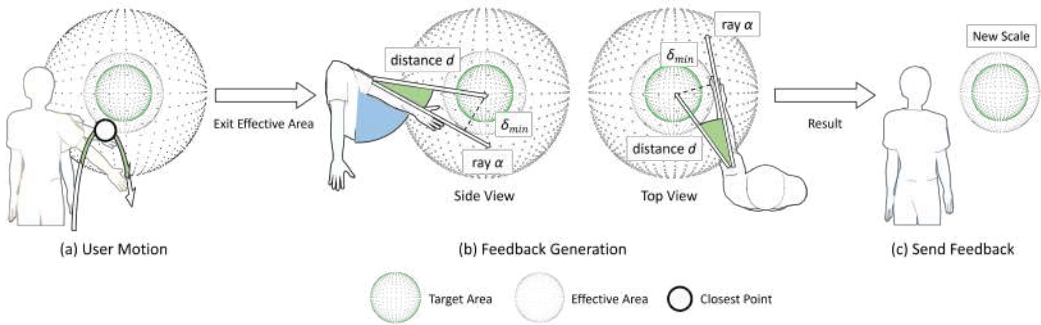 ray α
distance d
δmin
ray α
Side View
ray α
δmin
distance d
Top View
Exit Effective Area
Result
New Scale
(a) User Motion
(b) Feedback Generation
(c) Send Feedback
Target Area
Effective Area
Closest Point